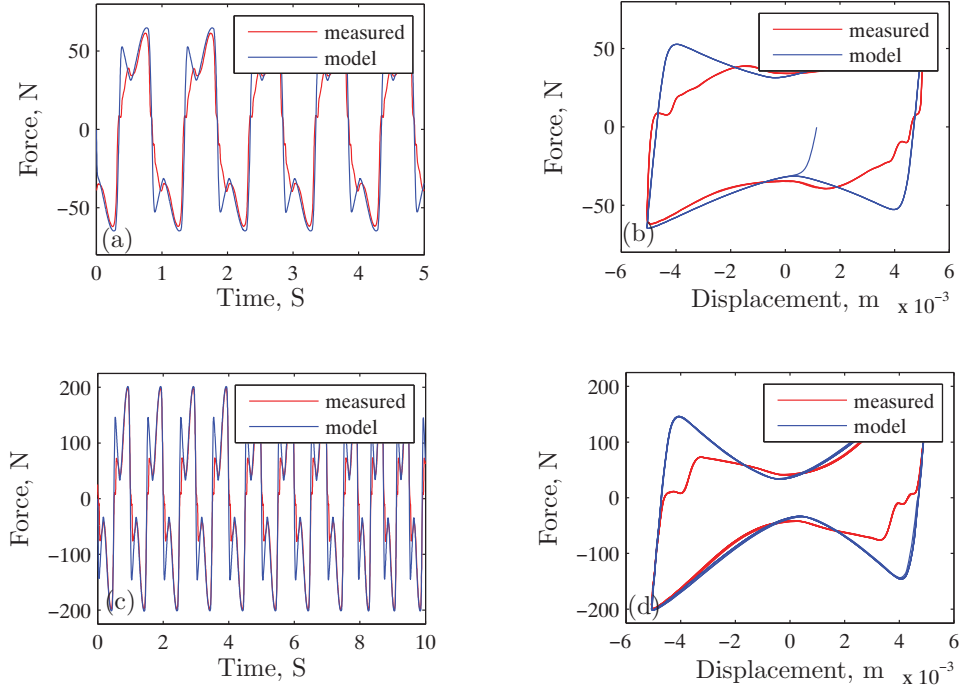 measured
model
Force, N
50
0
−50
(a)
0 1 2 3 4 5
Time, S
measured
model
Force, N
50
0
−50
(b)
−6 −4 −2 0 2 4 6
Displacement, m x 10⁻³
measured
model
Force, N
200
100
0
−100
−200
(c)
0 2 4 6 8 10
Time, S
measured
model
Force, N
200
100
0
−100
−200
(d)
−6 −4 −2 0 2 4 6
Displacement, m x 10⁻³